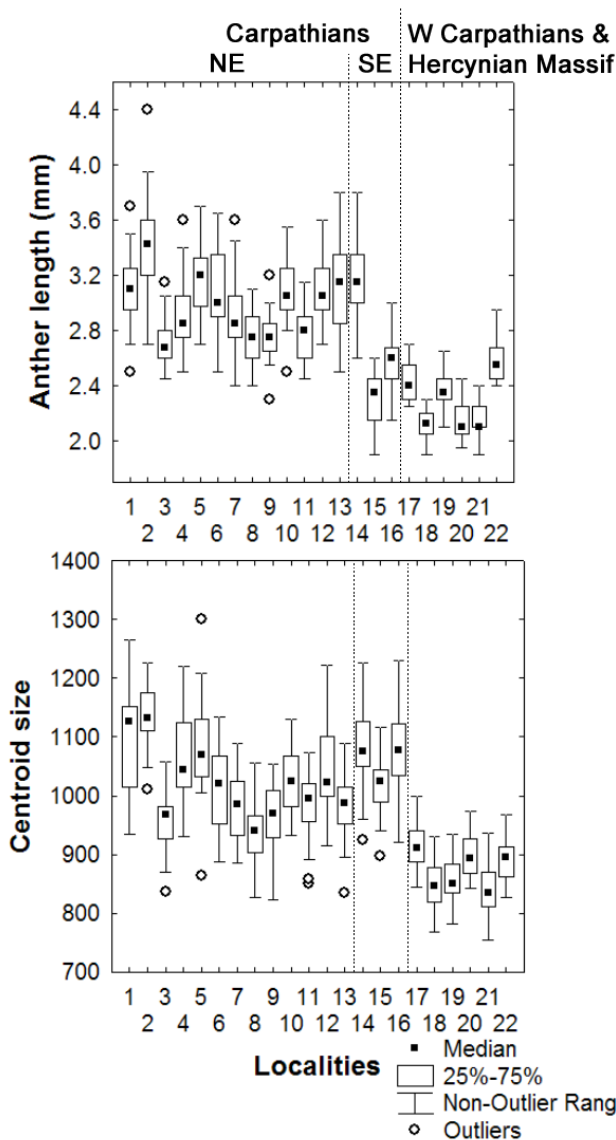 Carpathians
W Carpathians &
NE
SE
Hercynian Massif
Anther length (mm)
4.4
4.0
3.6
3.2
2.8
2.4
2.0
1 3 5 7 9 11 13 15 17 19 21
2 4 6 8 10 12 14 16 18 20 22
Centroid size
1400
1300
1200
1100
1000
900
800
700
1 3 5 7 9 11 13 15 17 19 21
2 4 6 8 10 12 14 16 18 20 22
Localities
Median
25%-75%
Non-Outlier Rang
Outliers